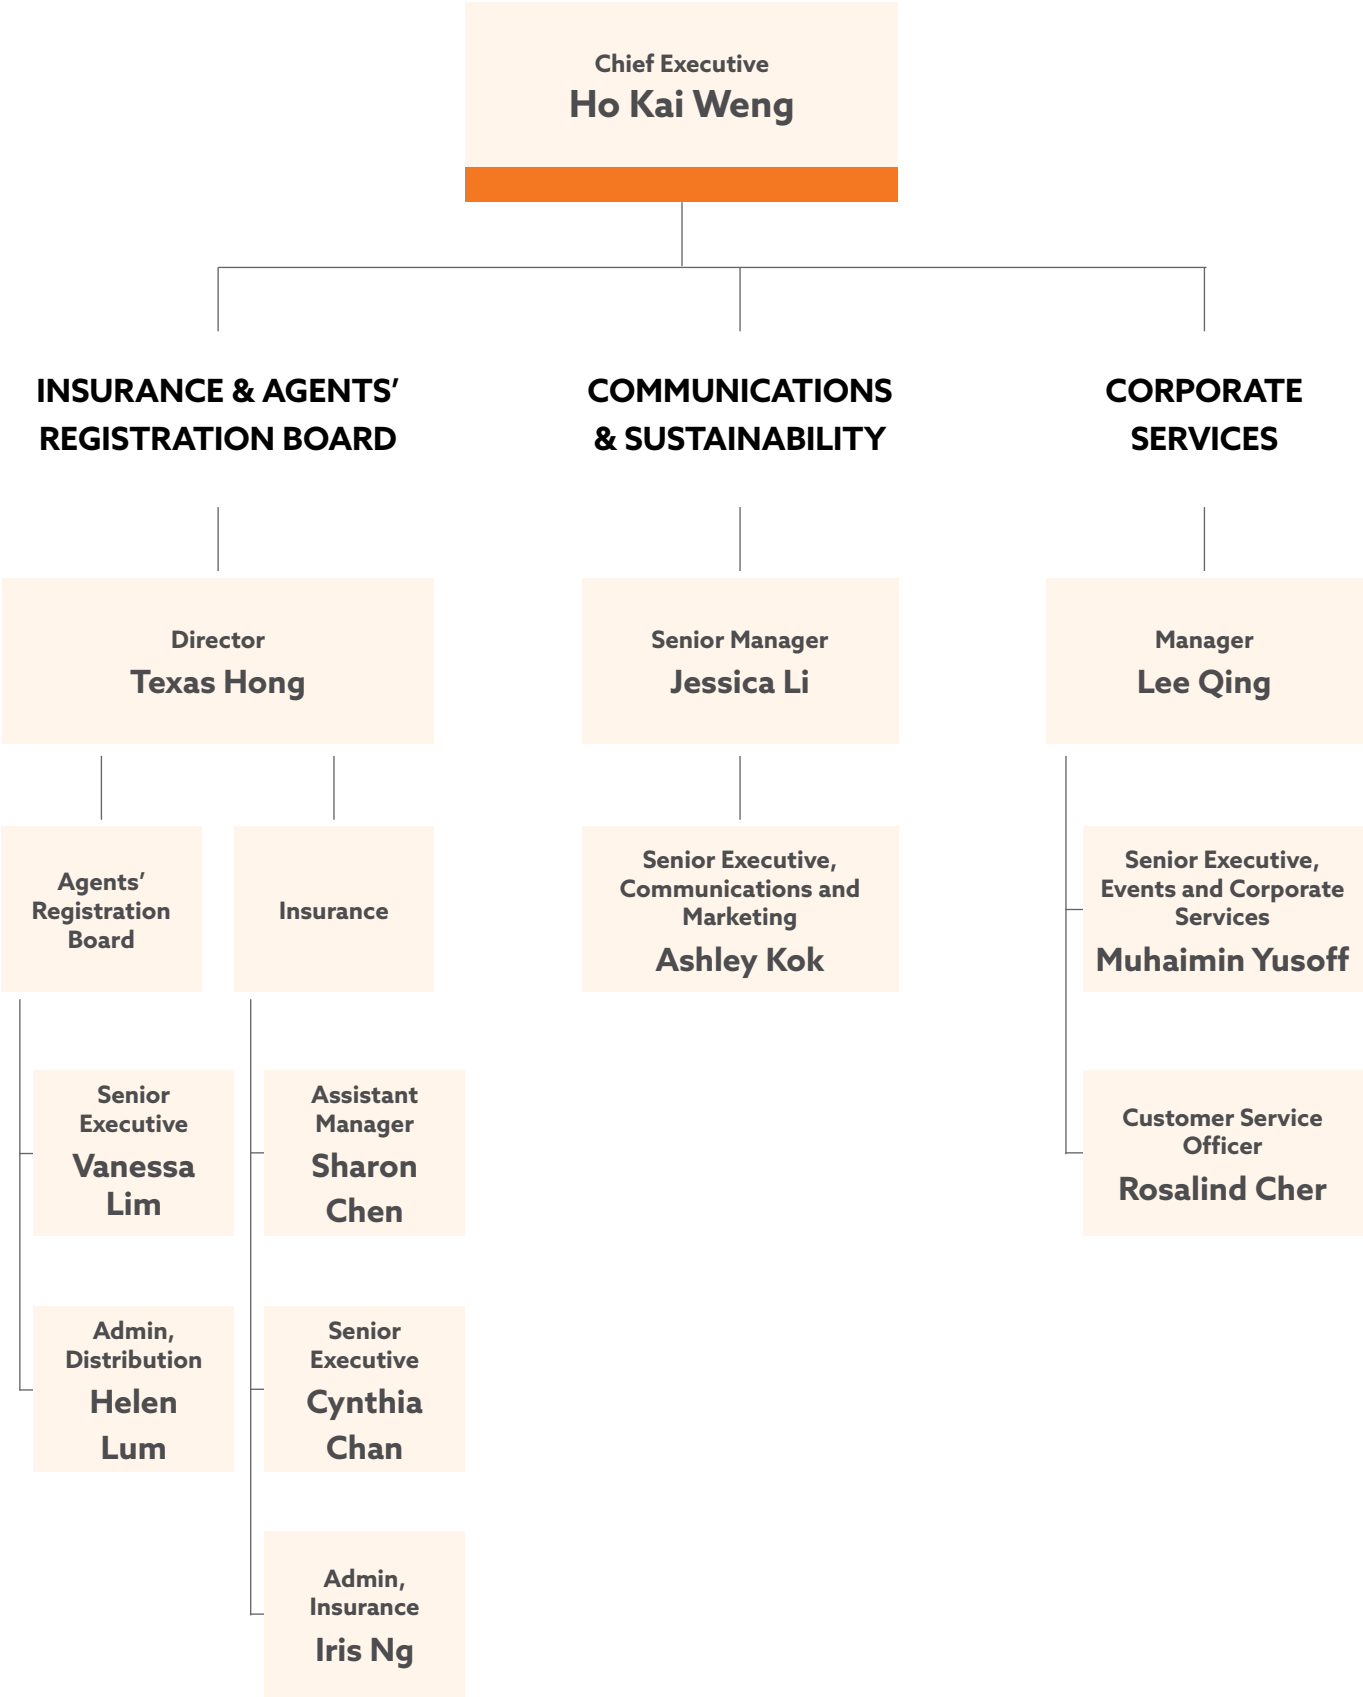 Chief Executive
Ho Kai Weng
INSURANCE & AGENTS’
REGISTRATION BOARD
COMMUNICATIONS
& SUSTAINABILITY
CORPORATE
SERVICES
Director
Texas Hong
Senior Manager
Jessica Li
Manager
Lee Qing
Agents’
Registration
Board
Insurance
Senior Executive,
Communications and
Marketing
Ashley Kok
Senior Executive,
Events and Corporate
Services
Muhaimin Yusoff
Senior
Executive
Vanessa
Lim
Assistant
Manager
Sharon
Chen
Customer Service
Officer
Rosalind Cher
Admin,
Distribution
Helen
Lum
Senior
Executive
Cynthia
Chan
Admin,
Insurance
Iris Ng